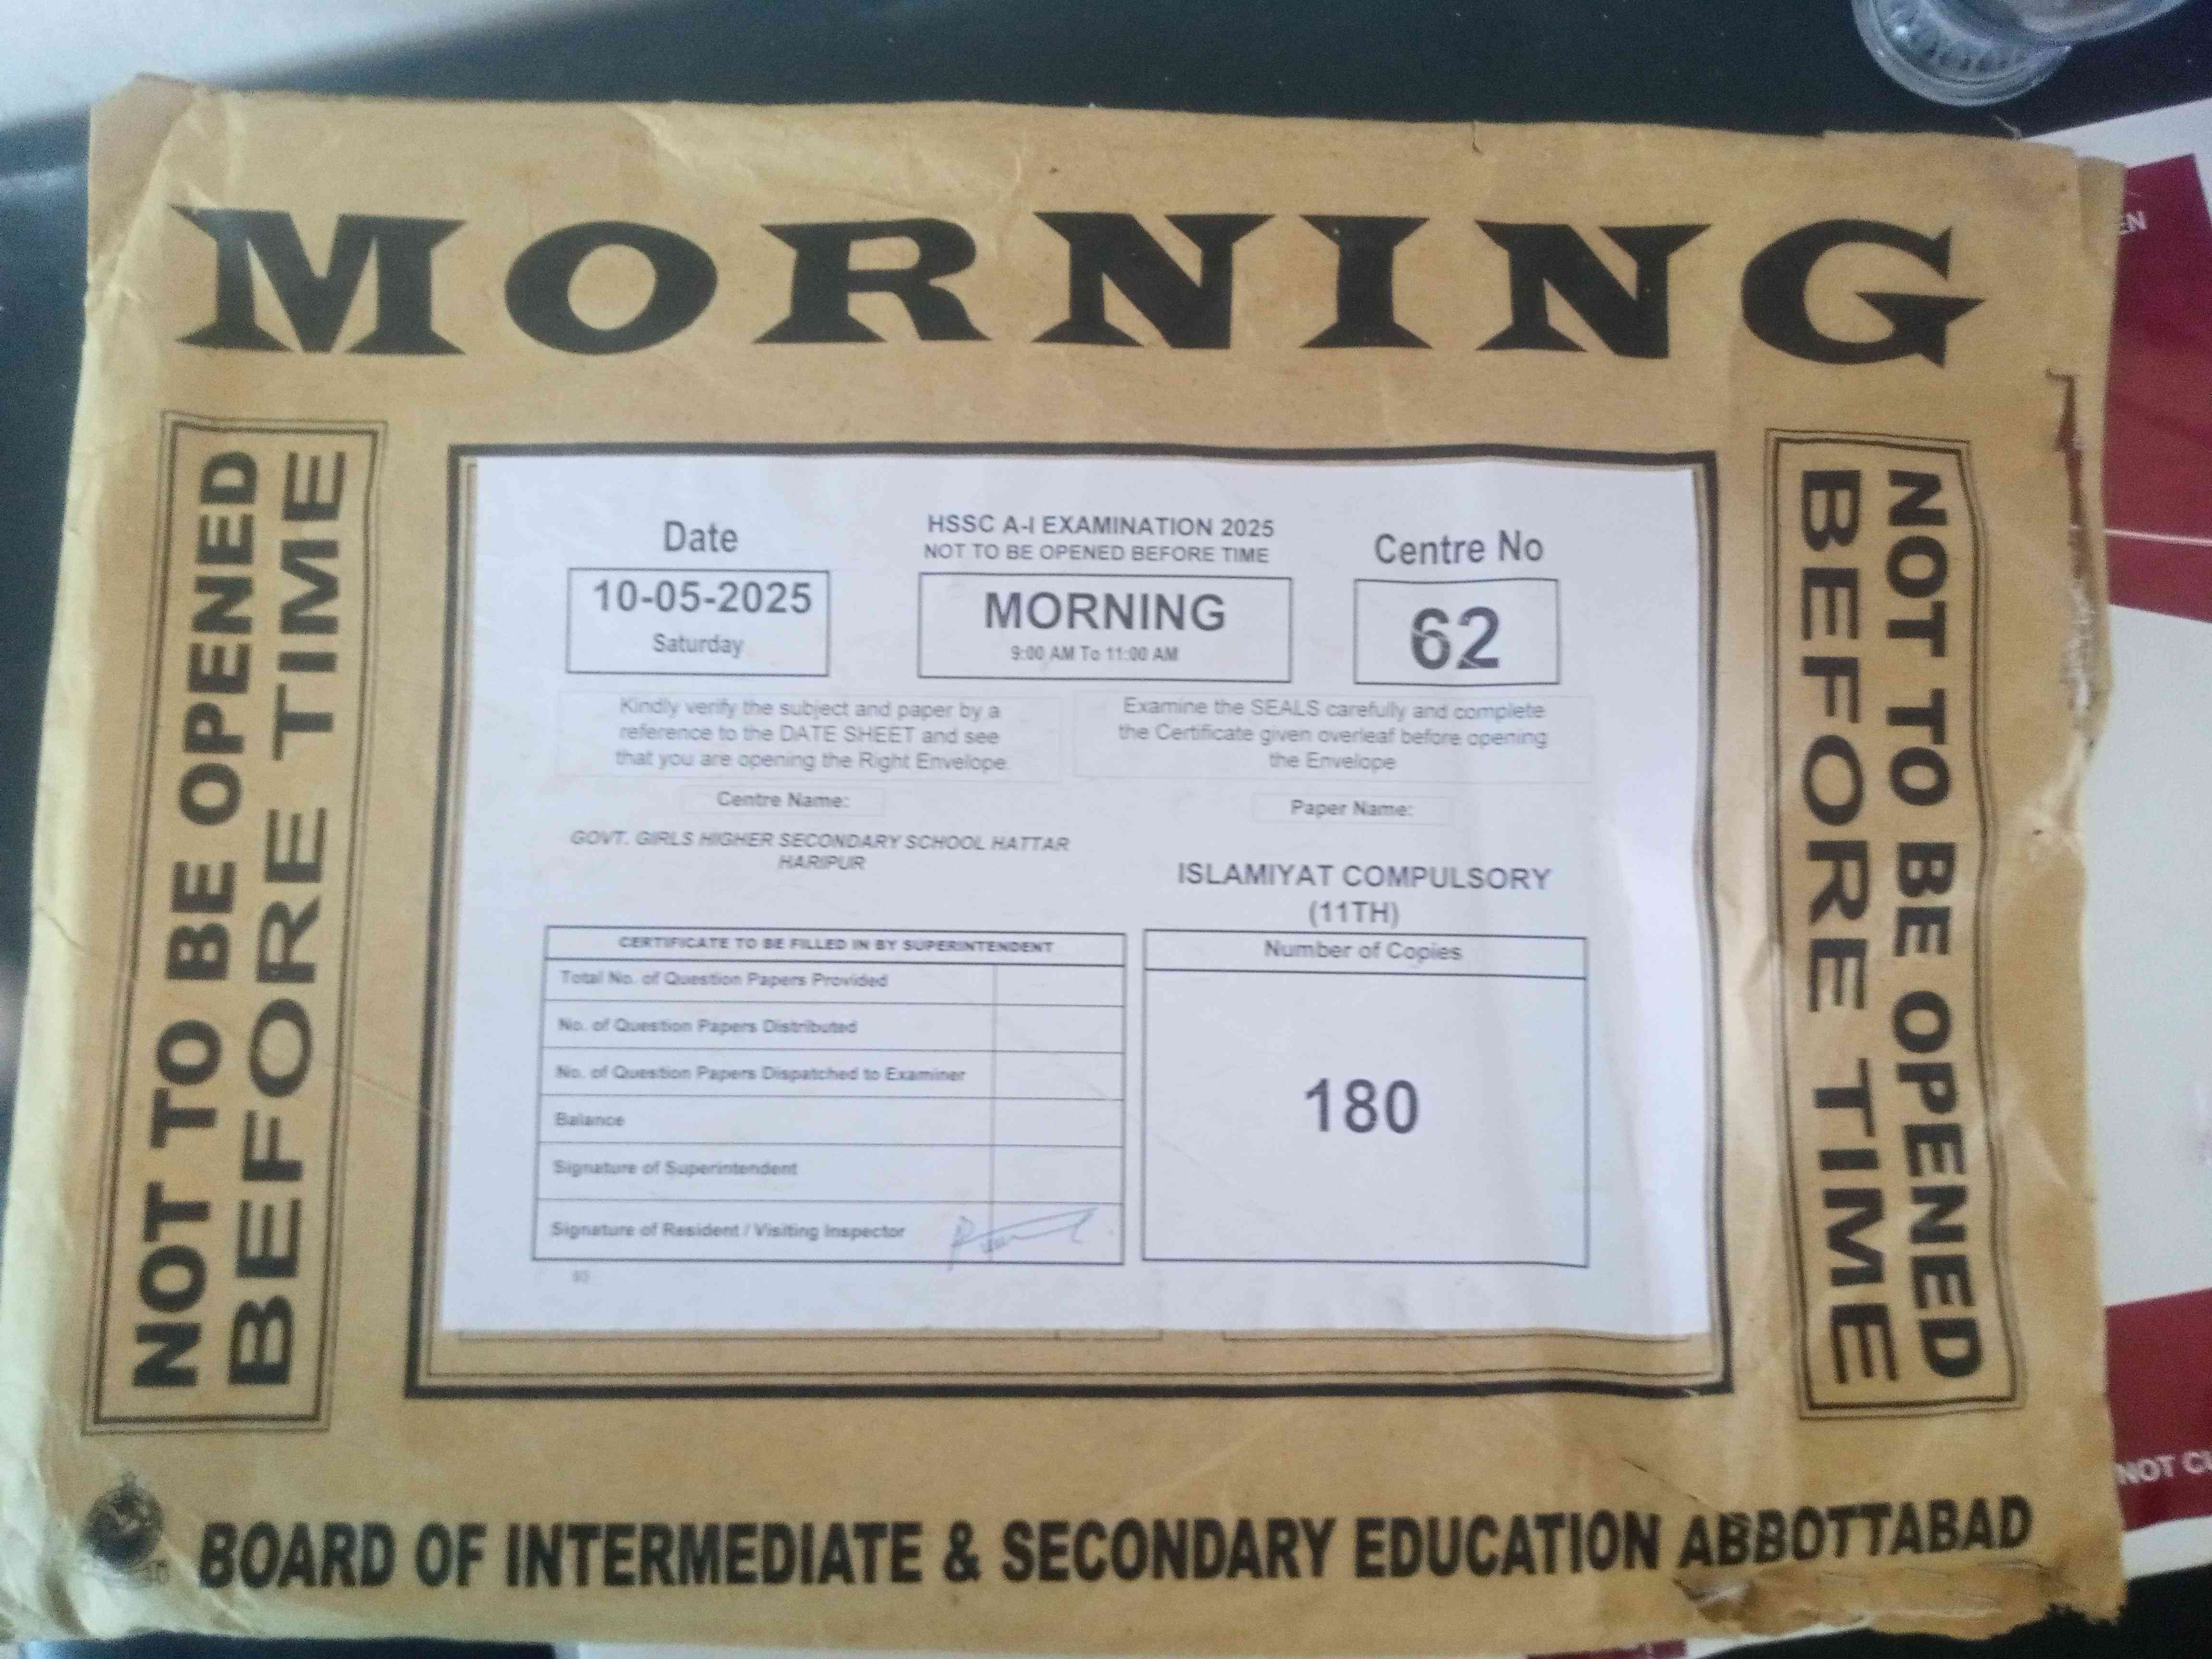 MORNING
NOT TO BE OPENED
BEFORE TIME
Date
10-05-2025
Saturday
HSSC A-I EXAMINATION 2025
NOT TO BE OPENED BEFORE TIME
MORNING
9:00 AM To 11:00 AM
Centre No
62
Kindly verify the subject and paper by a
reference to the DATE SHEET and see
that you are opening the Right Envelope
Examine the SEALS carefully and complete
the Certificate given overleaf before opening
the Envelope
Centre Name:
GOVT. GIRLS HIGHER SECONDARY SCHOOL HATTAR
HARIPUR
Paper Name:
ISLAMIYAT COMPULSORY
(11TH)
CERTIFICATE TO BE FILLED IN BY SUPERINTENDENT
Total No. of Question Papers Provided
No. of Question Papers Distributed
No. of Question Papers Dispatched to Examiner
Balance
Signature of Superintendent
Signature of Resident / Visiting Inspector
Number of Copies
180
NOT TO BE OPENED
BEFORE TIME
BOARD OF INTERMEDIATE & SECONDARY EDUCATION ABBOTTABAD
NOT